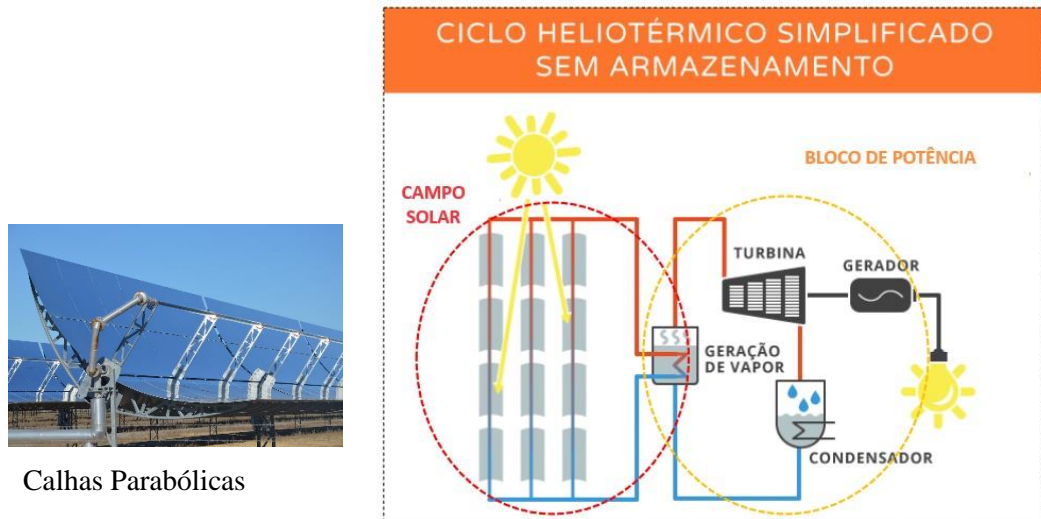 CICLO HELIOTÉRMICO SIMPLIFICADO
SEM ARMAZENAMENTO
BLOCO DE POTÊNCIA
CAMPO
SOLAR
TURBINA
GERADOR
GERAÇÃO
DE VAPOR
CONDENSADOR
Calhas Parabólicas